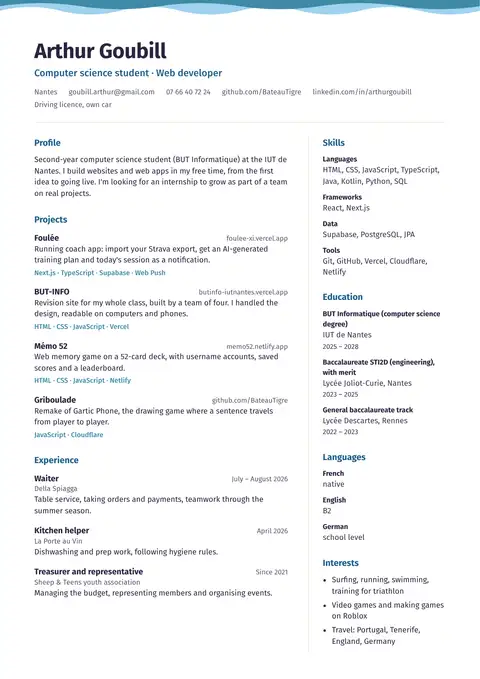 Arthur Goubill
Computer science student · Web developer
Nantes goubill.arthur@gmail.com 07 66 40 72 24 github.com/BateauTigre linkedin.com/in/arthurgoubill
Driving licence, own car
Profile
Second-year computer science student (BUT Informatique) at the IUT de
Nantes. I build websites and web apps in my free time, from the first
idea to going live. I'm looking for an internship to grow as part of a team
on real projects.
Projects
Foulée foulee-xi.vercel.app
Running coach app: import your Strava export, get an AI-generated
training plan and today's session as a notification.
Next.js · TypeScript · Supabase · Web Push
BUT-INFO butinfo-iutnantes.vercel.app
Revision site for my whole class, built by a team of four. I handled the
design, readable on computers and phones.
HTML · CSS · JavaScript · Vercel
Mémo 52 memo52.netlify.app
Web memory game on a 52-card deck, with username accounts, saved
scores and a leaderboard.
HTML · CSS · JavaScript · Netlify
Griboulade github.com/BateauTigre
Remake of Gartic Phone, the drawing game where a sentence travels
from player to player.
JavaScript · Cloudflare
Experience
Waiter July – August 2026
Della Spiagga
Table service, taking orders and payments, teamwork through the
summer season.
Kitchen helper April 2026
La Porte au Vin
Dishwashing and prep work, following hygiene rules.
Treasurer and representative Since 2021
Sheep & Teens youth association
Managing the budget, representing members and organising events.
Skills
Languages
HTML, CSS, JavaScript, TypeScript,
Java, Kotlin, Python, SQL
Frameworks
React, Next.js
Data
Supabase, PostgreSQL, JPA
Tools
Git, GitHub, Vercel, Cloudflare,
Netlify
Education
BUT Informatique (computer science
degree)
IUT de Nantes
2025 – 2028
Baccalaureate STI2D (engineering),
with merit
Lycée Joliot-Curie, Nantes
2023 – 2025
General baccalaureate track
Lycée Descartes, Rennes
2022 – 2023
Languages
French
native
English
B2
German
school level
Interests
• Surfing, running, swimming,
training for triathlon
• Video games and making games
on Roblox
• Travel: Portugal, Tenerife,
England, Germany